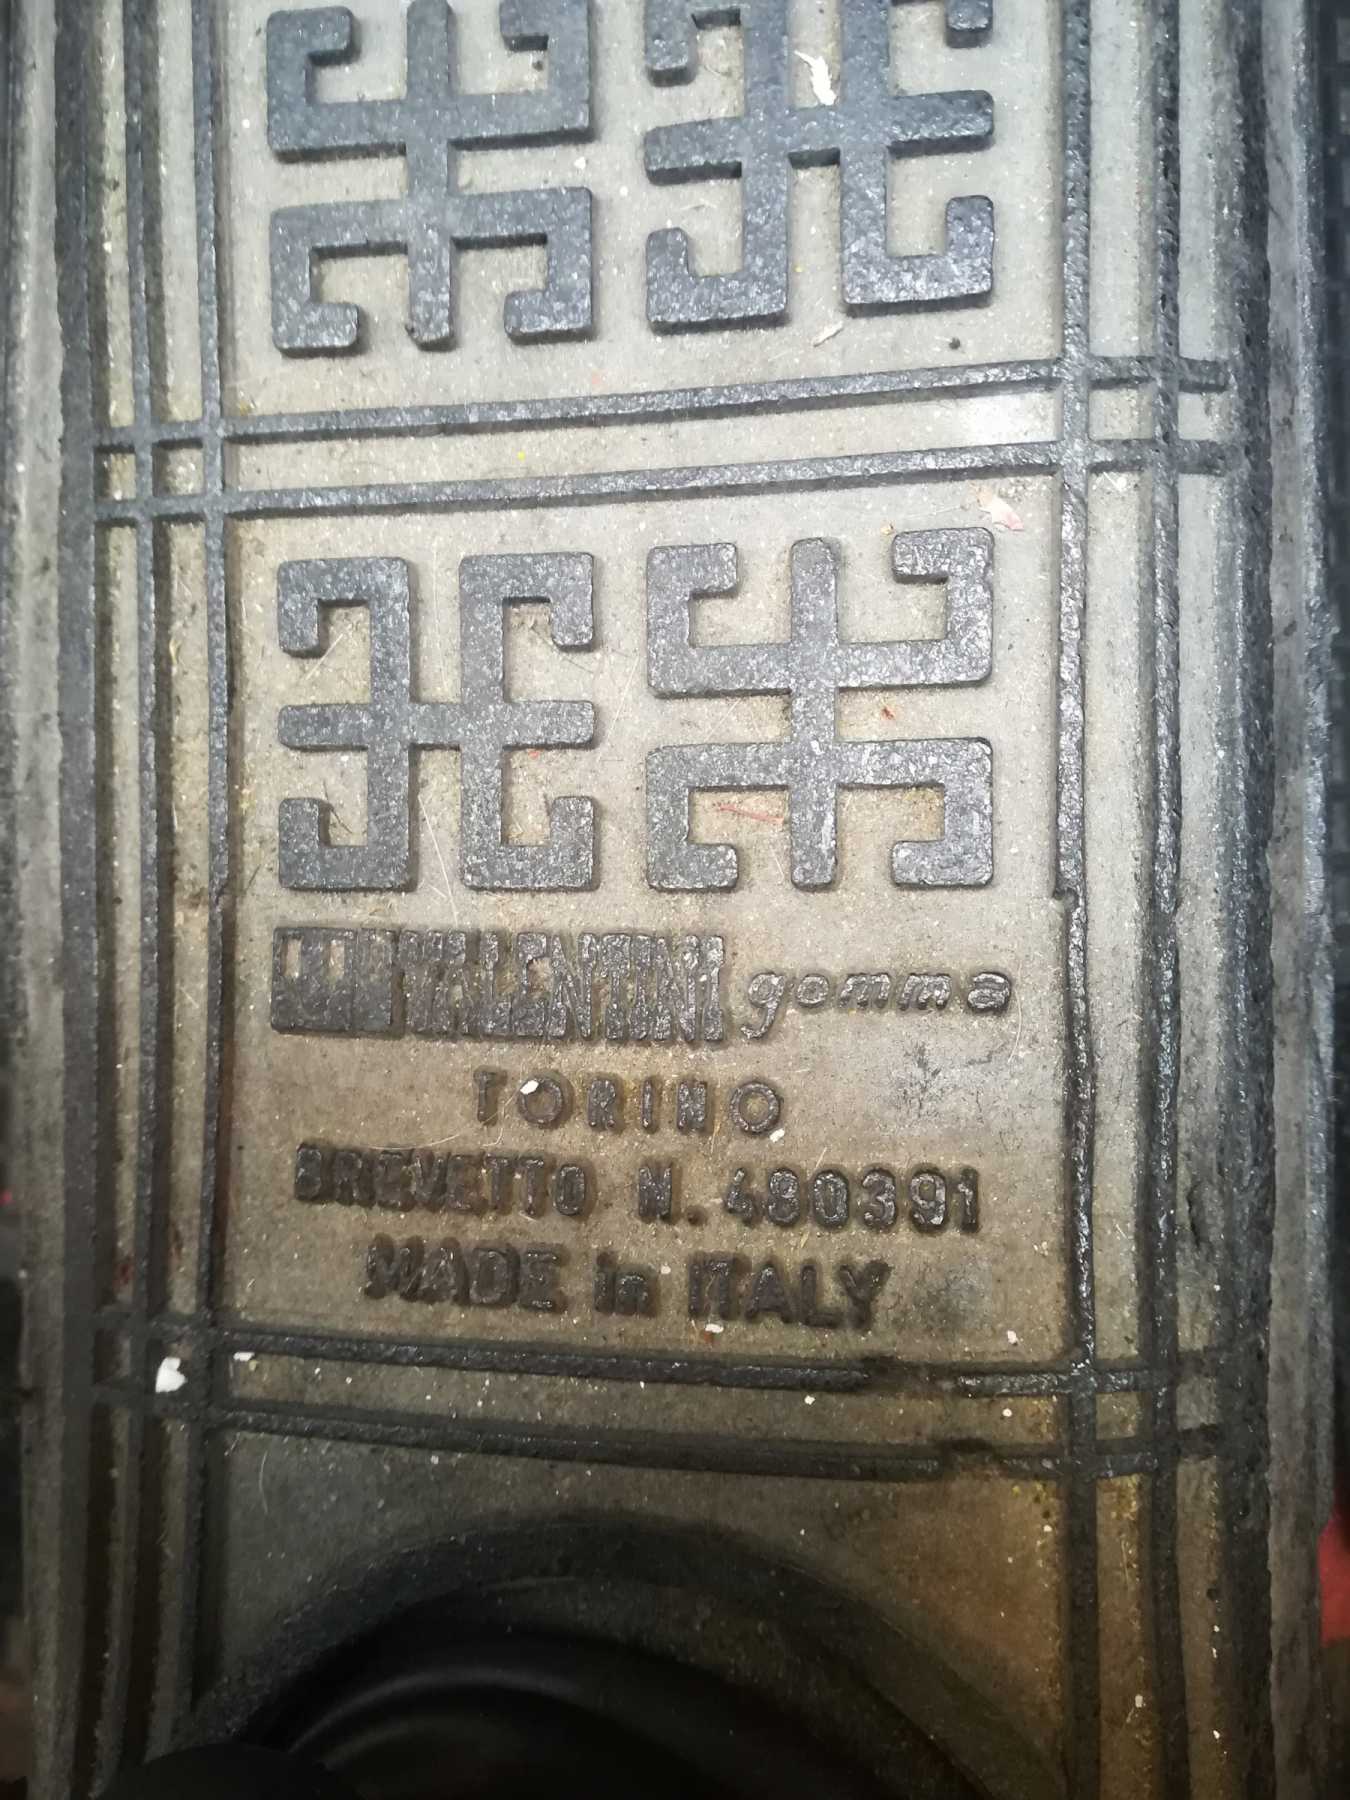 VALENTINI gomma
TORINO
BREVETTO N. 480391
MADE in ITALY